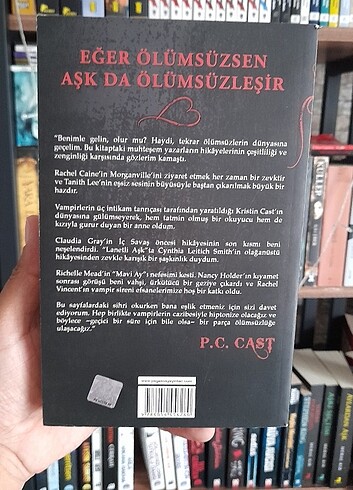 EĞER ÖLÜMSÜZSEN
AŞK DA ÖLÜMSÜZLEŞİR
"Benimle gelin, olur mu? Haydi, tekrar ölümsüzlerin dünyasına
geçelim. Bu kitaptaki muhteşem yazarların hikâyelerinin çeşitliliği ve
zenginliği karşısında gözlerim kamaştı.
Rachel Caine'in Morganville'ini ziyaret etmek her zaman bir zevktir
ve Tanith Lee'nin eşsiz sesinin büyüsüyle baştan çıkarılmak büyük bir
hazdır.
Vampirlerin üç intikam tanrıçası tarafından yaratıldığı Kristin Cast'ın
dünyasına gülümseyerek, hem tatmin olmuş bir okuyucu hem de
kızıyla gurur duyan bir anne oldum.
Claudia Gray'in İç Savaş öncesi hikâyesinin son kısmı beni
neşelendirdi. "Lanetli Aşk"ta Cynthia Leitich Smith'in olağanüstü
hikâyesinden zevkle karışık bir şaşkınlık duydum.
Richelle Mead'in "Mavi Ay"ı nefesimi kesti. Nancy Holder'ın kıyamet
sonrası görüşü beni vahşi, ürkütücü bir geziye çıkardı ve Rachel
Vincent'ın vampir sireni efsanelerimize hoş bir katkı oldu.
Bu sayfalardaki sihri okurken bana eşlik etmeniz için sizi davet
ediyorum. Hep birlikte vampirlerin cazibesiyle hipnotize olacağız ve
böylece –geçici bir süre için bile olsa– bir parça ölümsüzlüğe
ulaşacağız."
P.C. CAST